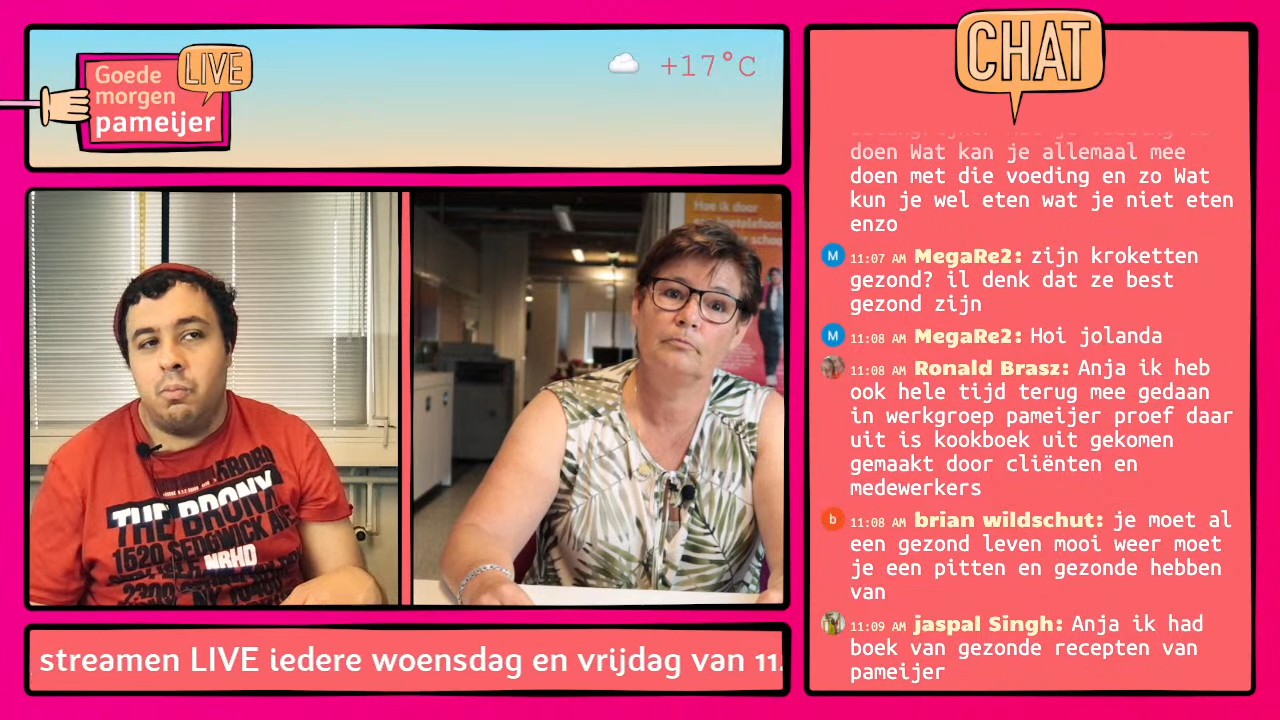 Goede
LIVE
morgen
pameijer
+17°C
CHAT
doen Wat kan je allemaal mee
doen met die voeding en zo Wat
kun je wel eten wat je niet eten
enzo
M 11:07 AM MegaRe2: zijn kroketten
gezond? il denk dat ze best
gezond zijn
M 11:08 AM MegaRe2: Hoi jolanda
11:08 AM Ronald Brasz: Anja ik heb
ook hele tijd terug mee gedaan
in werkgroep pameijer proef daar
uit is kookboek uit gekomen
gemaakt door cliënten en
medewerkers
b 11:08 AM brian wildschut: je moet al
een gezond leven mooi weer moet
je een pitten en gezonde hebben
van
11:09 AM jaspal Singh: Anja ik had
boek van gezonde recepten van
pameijer
Hoe ik door
THE BRONX
1520 SEDGWICK AVE
NRHD
streamen LIVE iedere woensdag en vrijdag van 11.